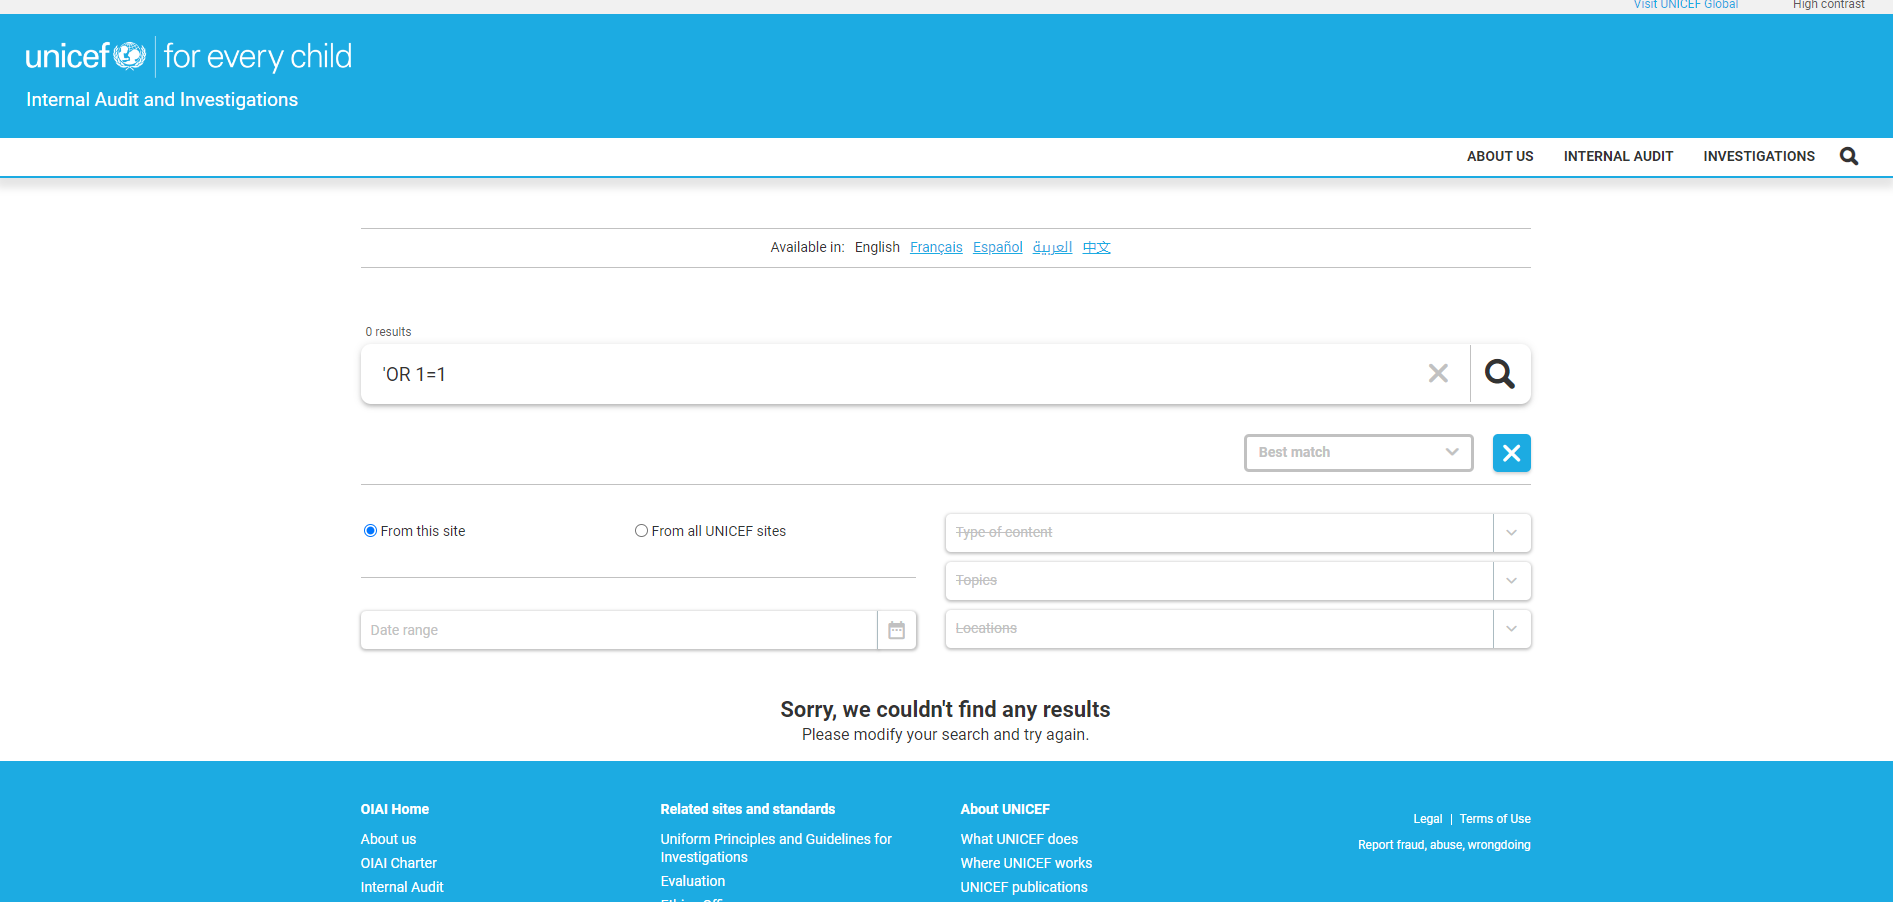 Visit UNICEF Global High contrast
unicef for every child
Internal Audit and Investigations
ABOUT US INTERNAL AUDIT INVESTIGATIONS
Available in: English Français Español العربية 中文
0 results
'OR 1=1
Best match
From this site From all UNICEF sites
Type of content
Topics
Date range
Locations
Sorry, we couldn't find any results
Please modify your search and try again.
OIAI Home
About us
OIAI Charter
Internal Audit
Related sites and standards
Uniform Principles and Guidelines for
Investigations
Evaluation
About UNICEF
What UNICEF does
Where UNICEF works
UNICEF publications
Legal | Terms of Use
Report fraud, abuse, wrongdoing